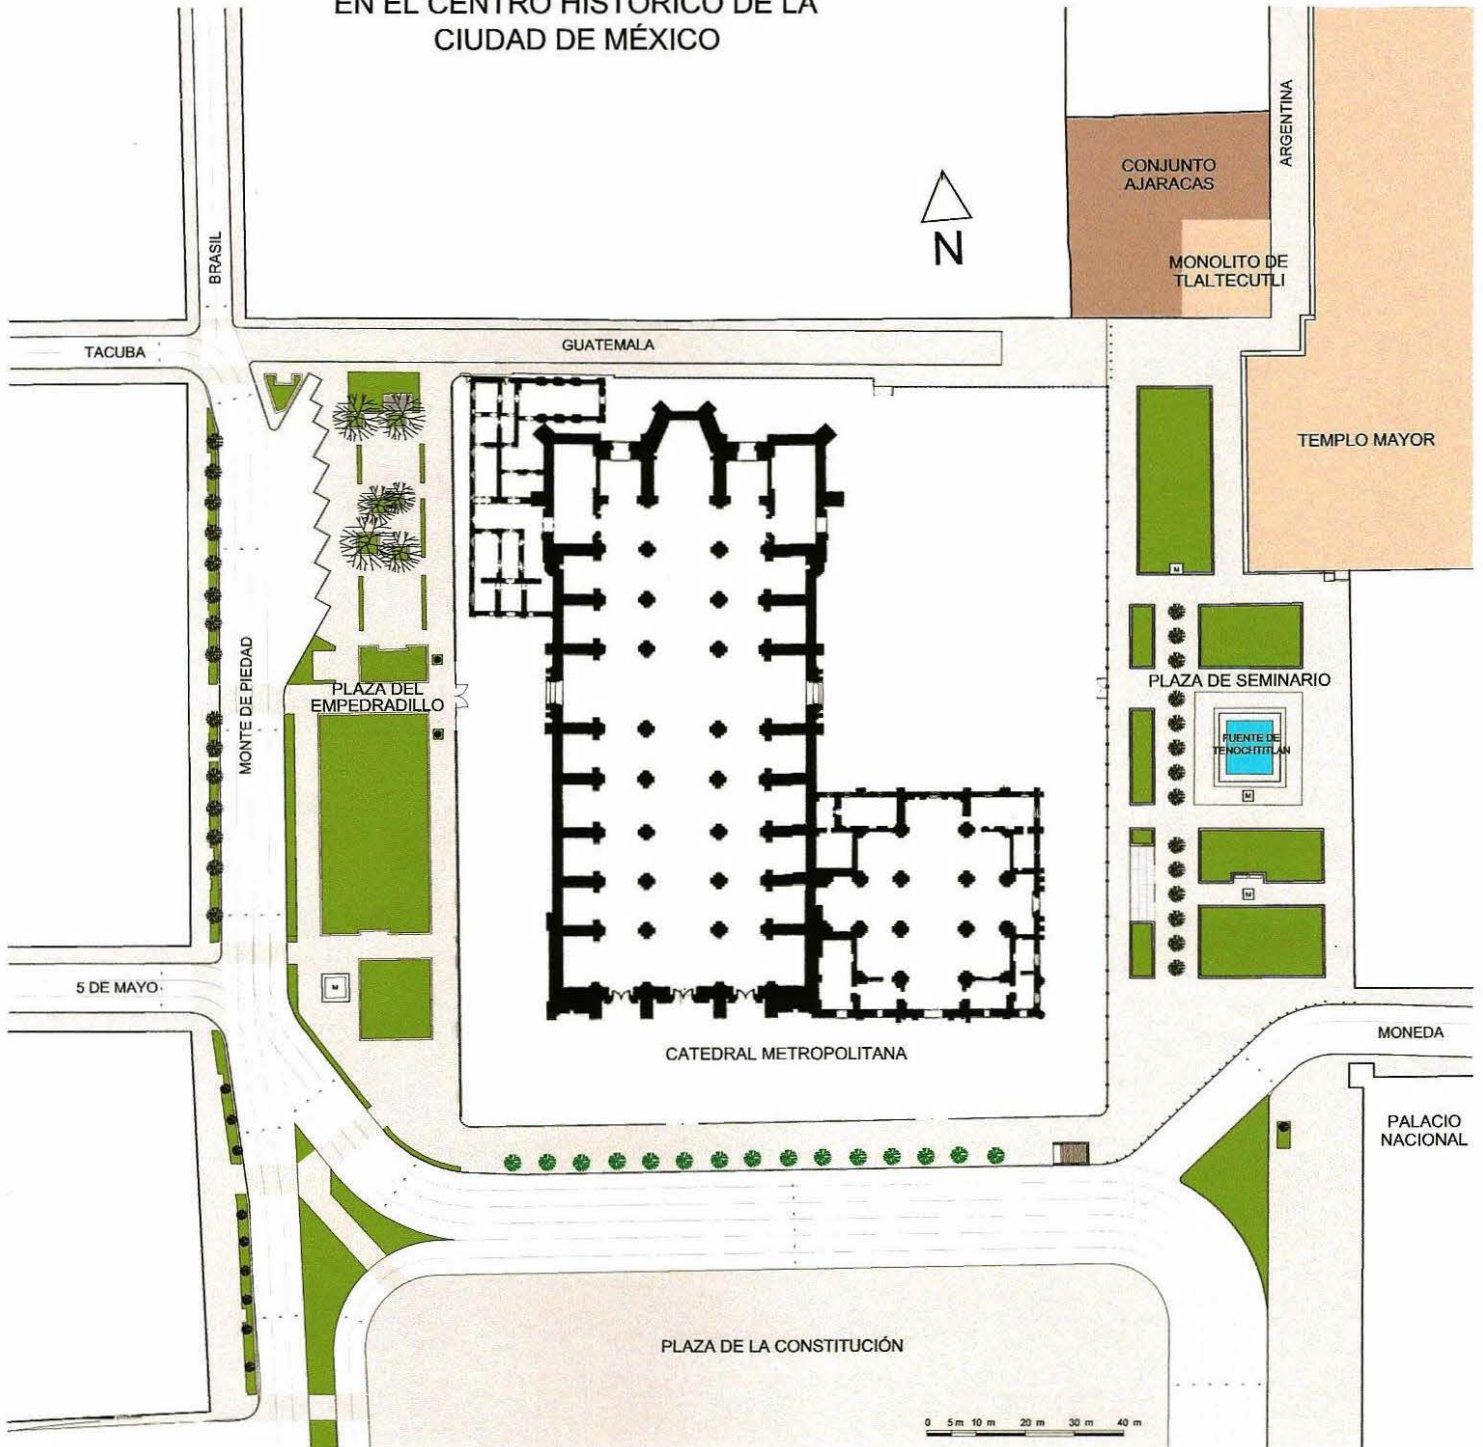 EN EL CENTRO HISTÓRICO DE LA
CIUDAD DE MÉXICO
ARGENTINA
CONJUNTO
AJARACAS
BRASIL
N
MONOLITO DE
TLALTECUTLI
TACUBA
GUATEMALA
TEMPLO MAYOR
M
MONTE DE PIEDAD
PLAZA DEL
EMPEDRADILLO
PLAZA DE SEMINARIO
FUENTE DE
TENOCHTITLAN
M
M
5 DE MAYO
M
CATEDRAL METROPOLITANA
MONEDA
PALACIO
NACIONAL
PLAZA DE LA CONSTITUCIÓN
0 5 m 10 m 20 m 30 m 40 m